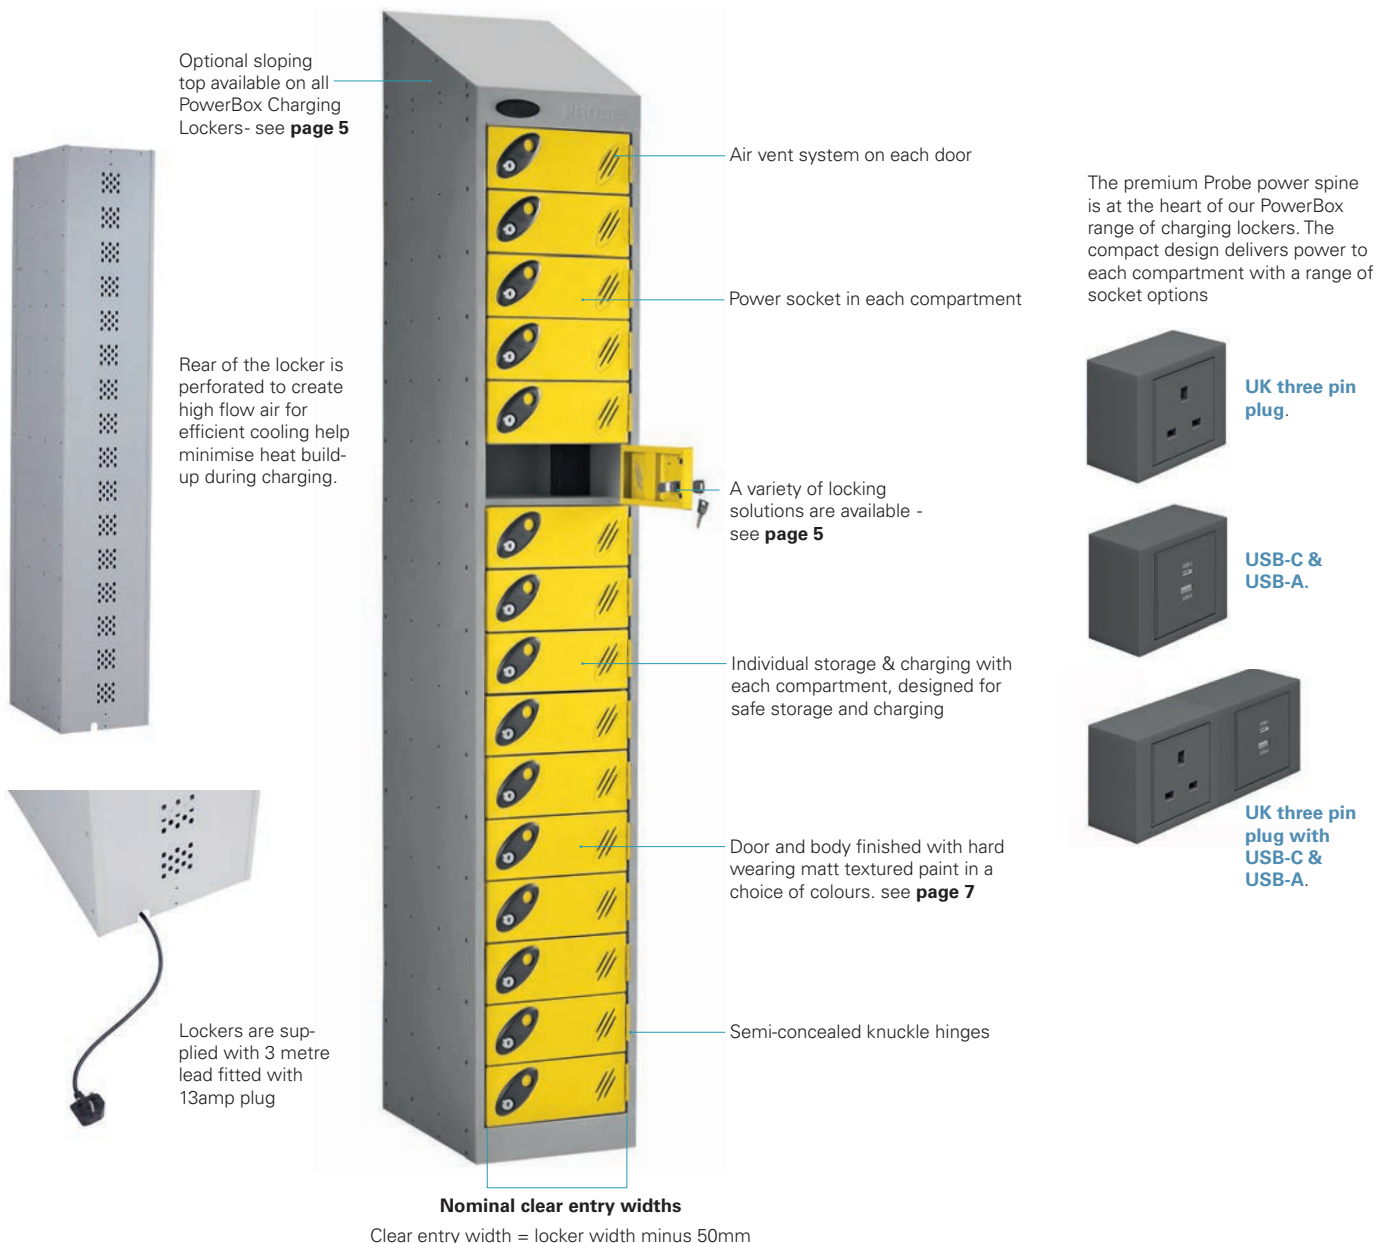 Optional sloping
top available on all
PowerBox Charging
Lockers- see page 5
Air vent system on each door
Power socket in each compartment
Rear of the locker is
perforated to create
high flow air for
efficient cooling help
minimise heat build-
up during charging.
A variety of locking
solutions are available -
see page 5
Individual storage & charging with
each compartment, designed for
safe storage and charging
Door and body finished with hard
wearing matt textured paint in a
choice of colours. see page 7
Semi-concealed knuckle hinges
Lockers are sup-
plied with 3 metre
lead fitted with
13amp plug
Nominal clear entry widths
Clear entry width = locker width minus 50mm
The premium Probe power spine
is at the heart of our PowerBox
range of charging lockers. The
compact design delivers power to
each compartment with a range of
socket options
UK three pin
plug.
USB-C &
USB-A.
UK three pin
plug with
USB-C &
USB-A.